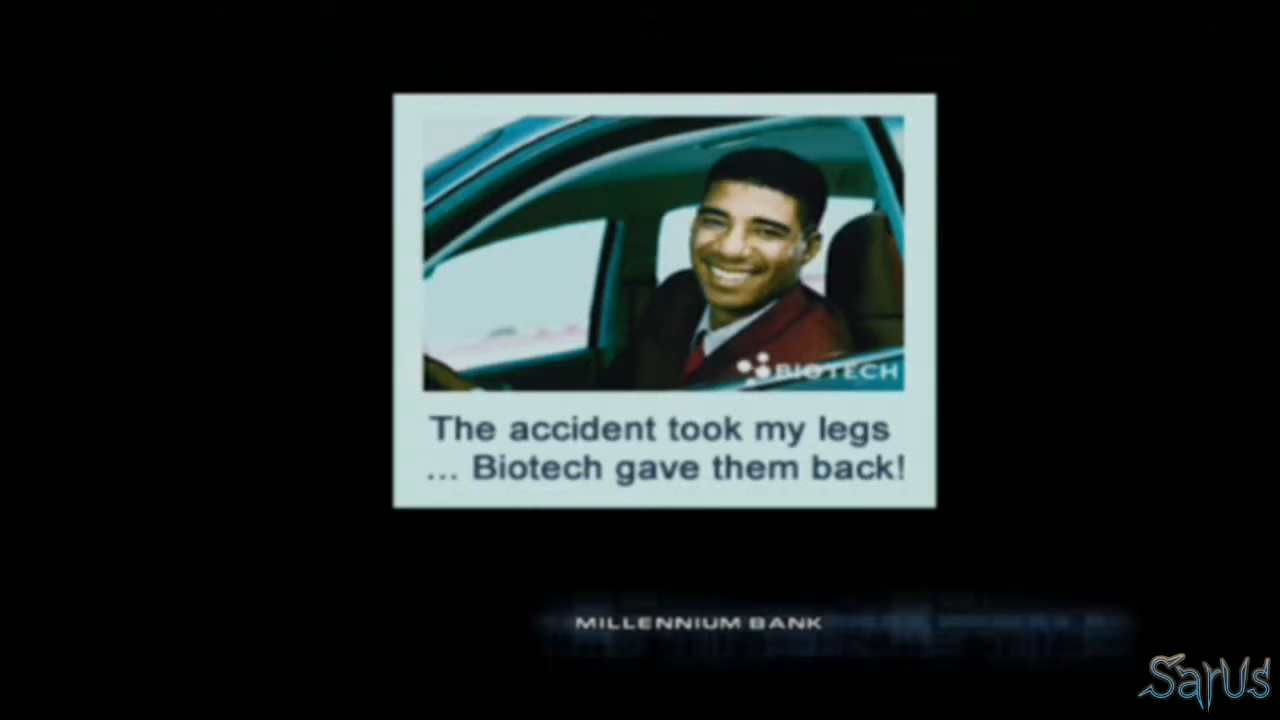 BIOTECH
The accident took my legs
... Biotech gave them back!
MILLENNIUM BANK
SarUs